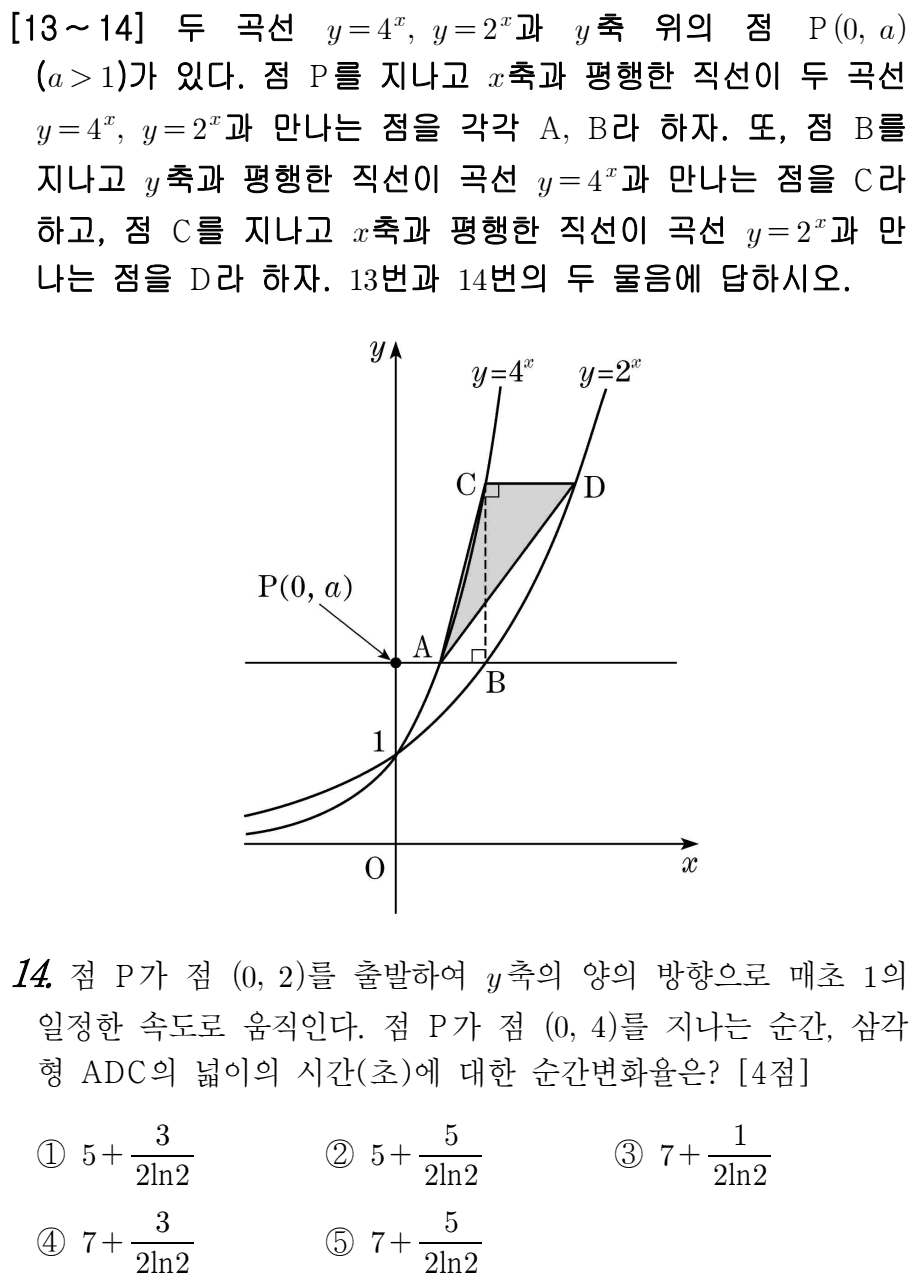 [13～14] 두 곡선 y=4^x, y=2^x과 y축 위의 점 P(0, a)
(a>1)가 있다. 점 P를 지나고 x축과 평행한 직선이 두 곡선
y=4^x, y=2^x과 만나는 점을 각각 A, B라 하자. 또, 점 B를
지나고 y축과 평행한 직선이 곡선 y=4^x과 만나는 점을 C라
하고, 점 C를 지나고 x축과 평행한 직선이 곡선 y=2^x과 만
나는 점을 D라 하자. 13번과 14번의 두 물음에 답하시오.
y
y=4^x y=2^x
C D
P(0, a)
A
B
1
O x
14. 점 P가 점 (0, 2)를 출발하여 y축의 양의 방향으로 매초 1의
일정한 속도로 움직인다. 점 P가 점 (0, 4)를 지나는 순간, 삼각
형 ADC의 넓이의 시간(초)에 대한 순간변화율은? [4점]
① 5+3/(2ln2) ② 5+5/(2ln2) ③ 7+1/(2ln2)
④ 7+3/(2ln2) ⑤ 7+5/(2ln2)